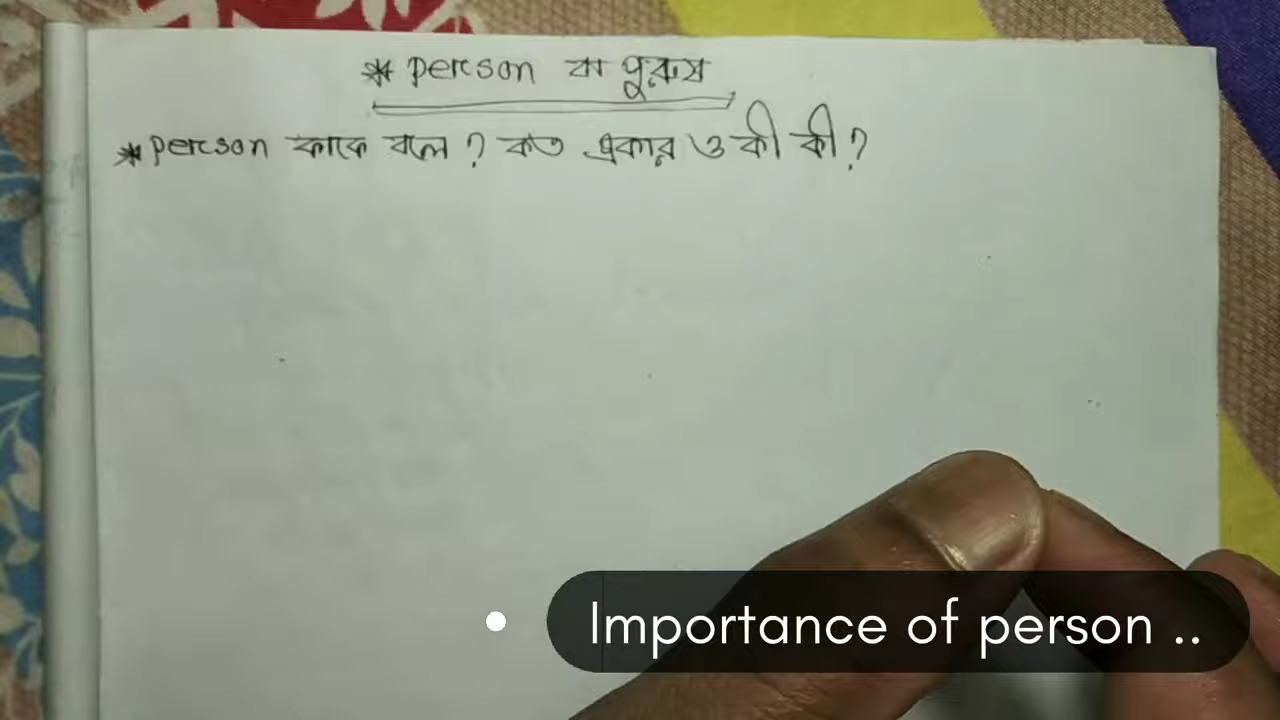 * person বা পুরুষ
* person কাকে বলে ? কত প্রকার ও কী কী ?
Importance of person ..